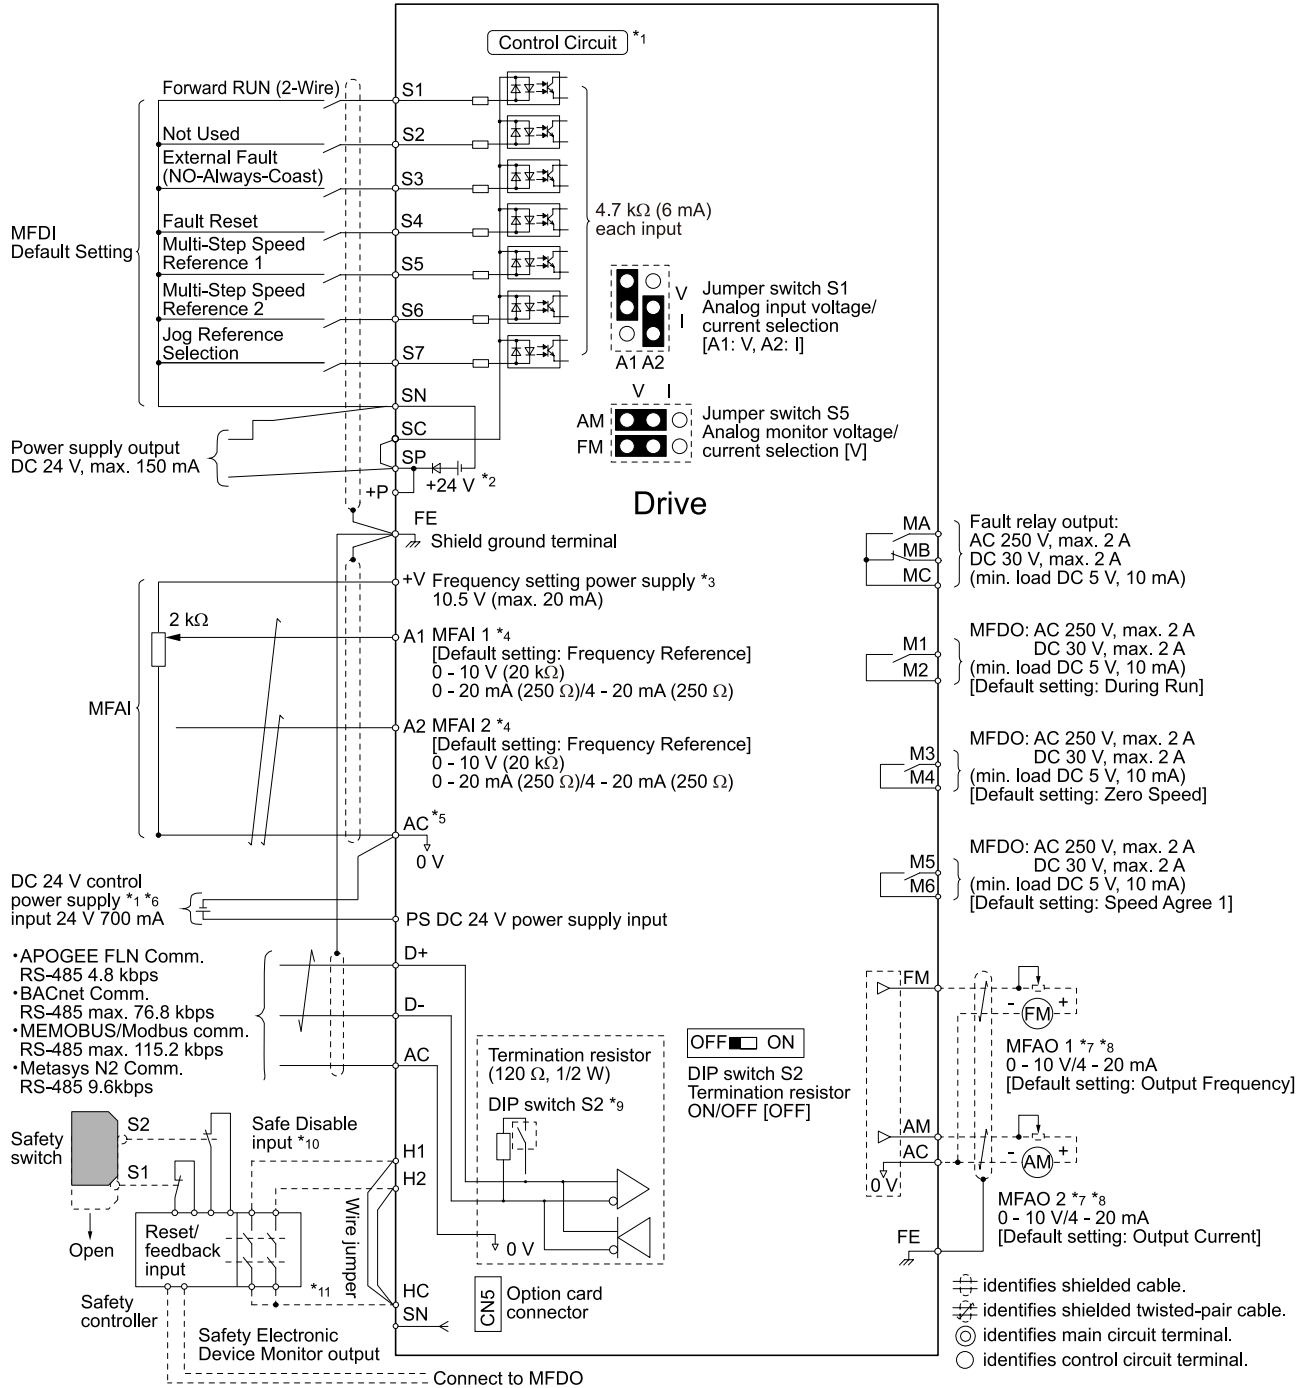 Control Circuit *1
Forward RUN (2-Wire)
S1
Not Used
S2
External Fault
(NO-Always-Coast)
S3
Fault Reset
S4
Multi-Step Speed
Reference 1
S5
Multi-Step Speed
Reference 2
S6
Jog Reference
Selection
S7
MFDI
Default Setting
4.7 kΩ (6 mA)
each input
V
I
A1 A2
Jumper switch S1
Analog input voltage/
current selection
[A1: V, A2: I]
V I
AM
FM
Jumper switch S5
Analog monitor voltage/
current selection [V]
SN
SC
SP
+P
+24 V *2
Power supply output
DC 24 V, max. 150 mA
Drive
FE
Shield ground terminal
+V Frequency setting power supply *3
10.5 V (max. 20 mA)
2 kΩ
A1 MFAI 1 *4
[Default setting: Frequency Reference]
0 - 10 V (20 kΩ)
0 - 20 mA (250 Ω)/4 - 20 mA (250 Ω)
MFAI
A2 MFAI 2 *4
[Default setting: Frequency Reference]
0 - 10 V (20 kΩ)
0 - 20 mA (250 Ω)/4 - 20 mA (250 Ω)
AC *5
0 V
DC 24 V control
power supply *1 *6
input 24 V 700 mA
PS DC 24 V power supply input
MA
MB
MC
Fault relay output:
AC 250 V, max. 2 A
DC 30 V, max. 2 A
(min. load DC 5 V, 10 mA)
M1
M2
MFDO: AC 250 V, max. 2 A
DC 30 V, max. 2 A
(min. load DC 5 V, 10 mA)
[Default setting: During Run]
M3
M4
MFDO: AC 250 V, max. 2 A
DC 30 V, max. 2 A
(min. load DC 5 V, 10 mA)
[Default setting: Zero Speed]
M5
M6
MFDO: AC 250 V, max. 2 A
DC 30 V, max. 2 A
(min. load DC 5 V, 10 mA)
[Default setting: Speed Agree 1]
・APOGEE FLN Comm.
RS-485 4.8 kbps
・BACnet Comm.
RS-485 max. 76.8 kbps
・MEMOBUS/Modbus comm.
RS-485 max. 115.2 kbps
・Metasys N2 Comm.
RS-485 9.6kbps
D+
D-
AC
Termination resistor
(120 Ω, 1/2 W)
DIP switch S2 *9
0 V
OFF ON
DIP switch S2
Termination resistor
ON/OFF [OFF]
FM
- FM +
MFAO 1 *7 *8
0 - 10 V/4 - 20 mA
[Default setting: Output Frequency]
AM
AC
0 V
- AM +
MFAO 2 *7 *8
0 - 10 V/4 - 20 mA
[Default setting: Output Current]
FE
Safety
switch
S2
S1
Open
Safe Disable
input *10
H1
H2
Wire jumper
HC
SN
Reset/
feedback
input
*11
Safety
controller
Safety Electronic
Device Monitor output
Connect to MFDO
CN5
Option card
connector
identifies shielded cable.
identifies shielded twisted-pair cable.
identifies main circuit terminal.
identifies control circuit terminal.